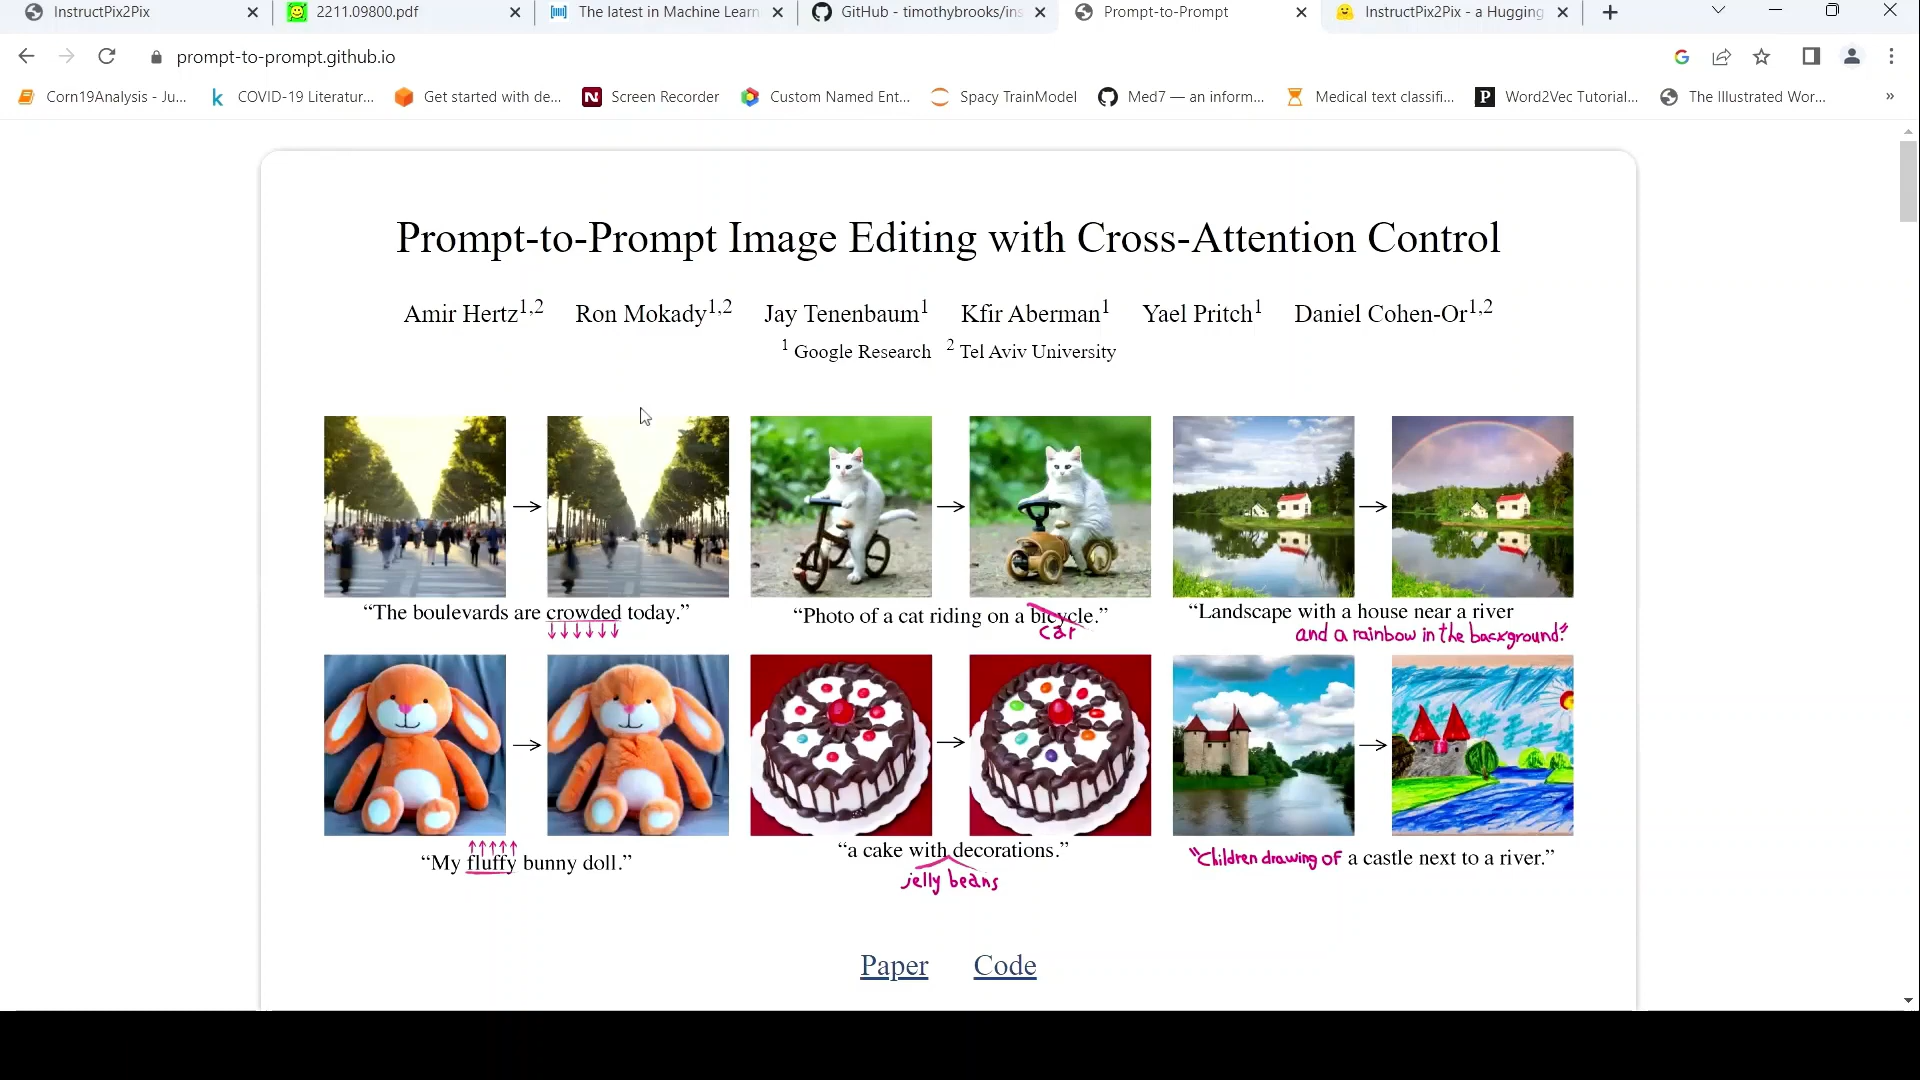 InstructPix2Pix
2211.09800.pdf
The latest in Machine Learn
GitHub - timothybrooks/ins
Prompt-to-Prompt
InstructPix2Pix - a Hugging
prompt-to-prompt.github.io
Corn19Analysis - Ju...
COVID-19 Literatur...
Get started with de...
Screen Recorder
Custom Named Ent...
Spacy TrainModel
Med7 — an inform...
Medical text classifi...
Word2Vec Tutorial...
The Illustrated Wor...
»
Prompt-to-Prompt Image Editing with Cross-Attention Control
Amir Hertz1,2 Ron Mokady1,2 Jay Tenenbaum1 Kfir Aberman1 Yael Pritch1 Daniel Cohen-Or1,2
1 Google Research 2 Tel Aviv University
“The boulevards are crowded today.”
“Photo of a cat riding on a bicycle.”
car
“Landscape with a house near a river
and a rainbow in the background.”
“My fluffy bunny doll.”
“a cake with decorations.”
jelly beans
“Children drawing of a castle next to a river.”
Paper Code